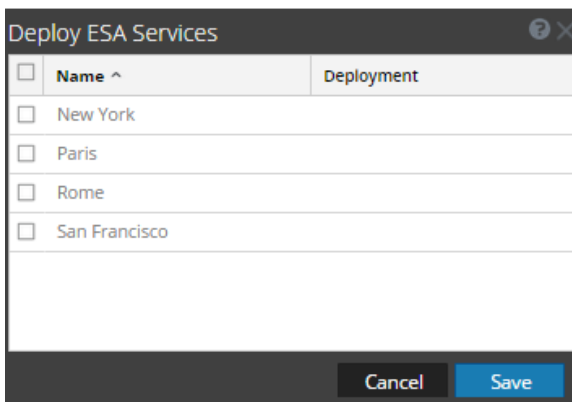 Deploy ESA Services
Name Deployment
New York
Paris
Rome
San Francisco
Cancel Save